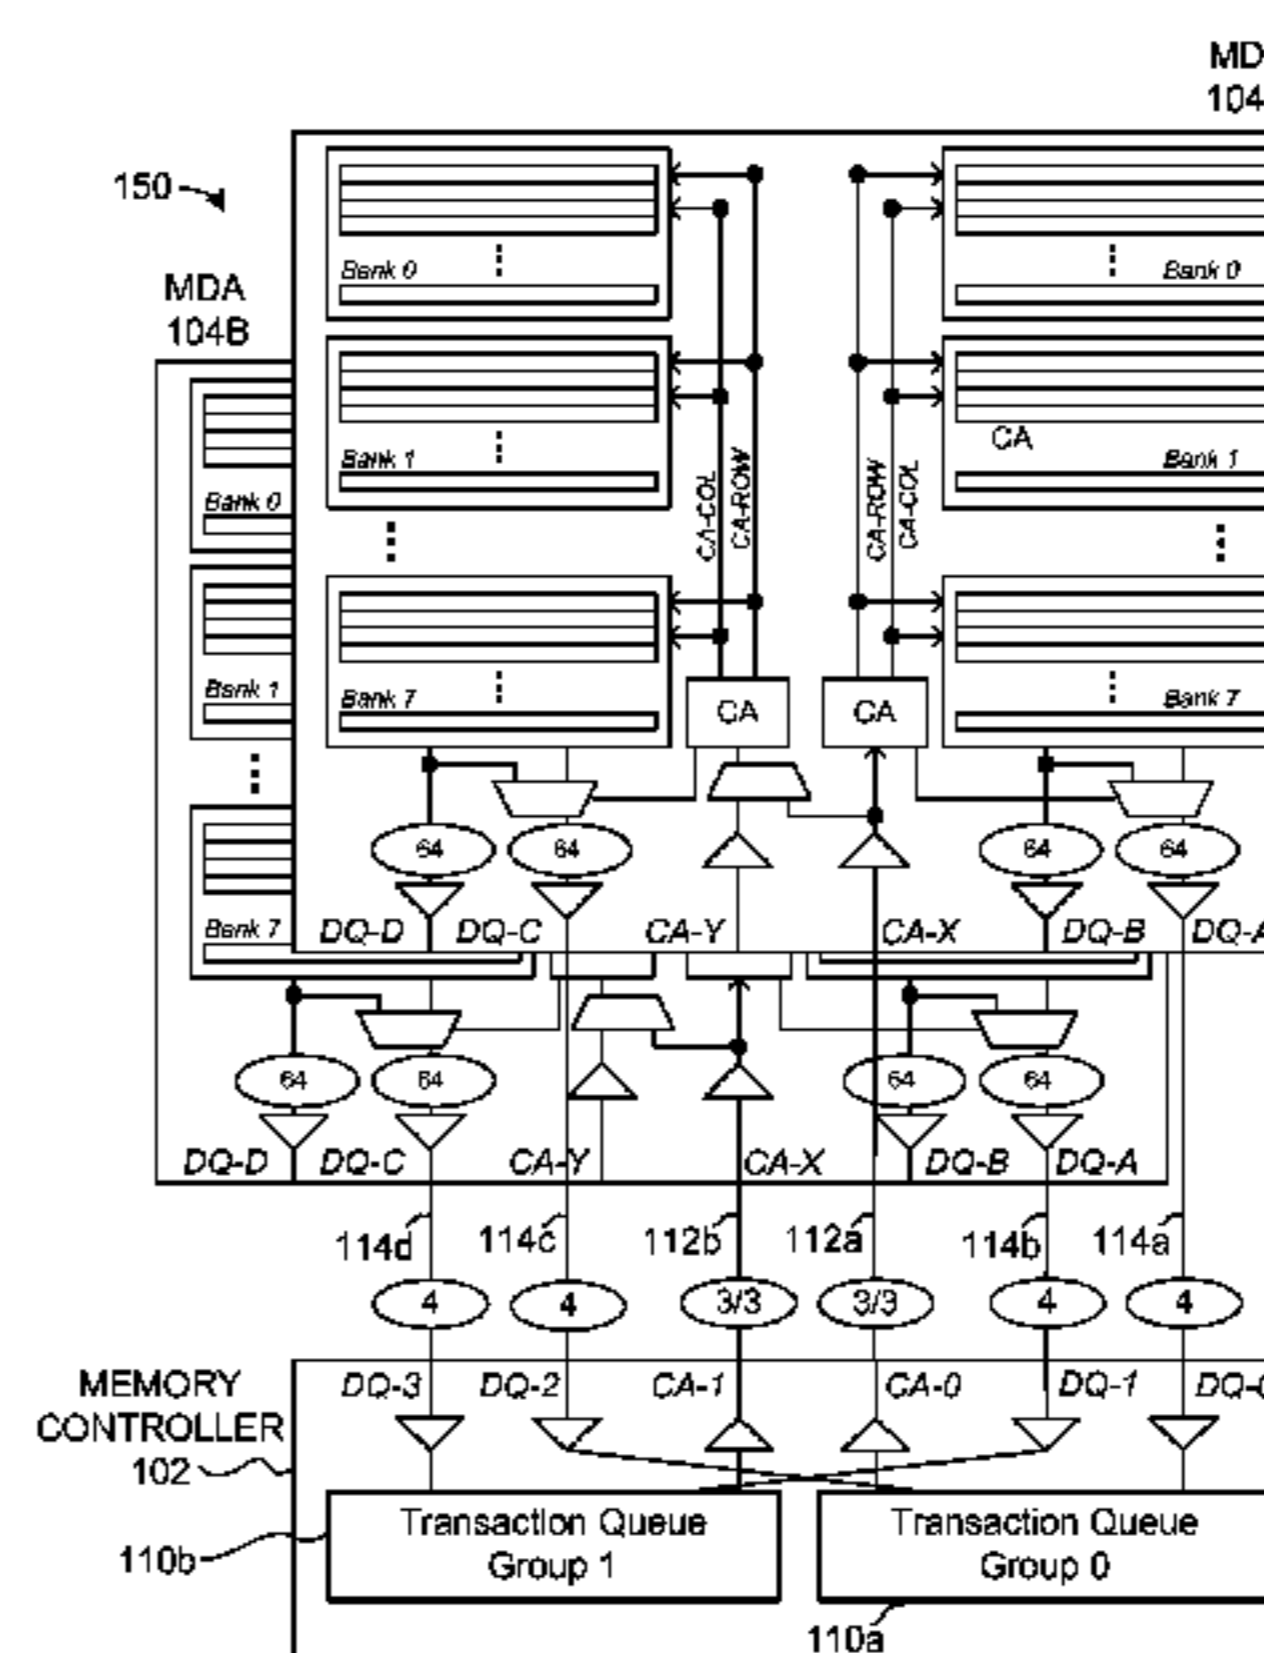 MD
104
150
MDA
104B
Bank 0
Bank 0
Bank 1
CA
Bank 1
CA-COL
CA-ROW
CA-ROW
CA-COL
Bank 0
Bank 1
Bank 7
CA
CA
Bank 7
64
64
64
64
Bank 7
DQ-D
DQ-C
CA-Y
CA-X
DQ-B
DQ-A
64
64
64
64
DQ-D
DQ-C
CA-Y
CA-X
DQ-B
DQ-A
114d
114c
112b
112a
114b
114a
4
4
3/3
3/3
4
4
MEMORY
CONTROLLER
102
DQ-3
DQ-2
CA-1
CA-0
DQ-1
DQ-0
Transaction Queue
Group 1
Transaction Queue
Group 0
110b
110a